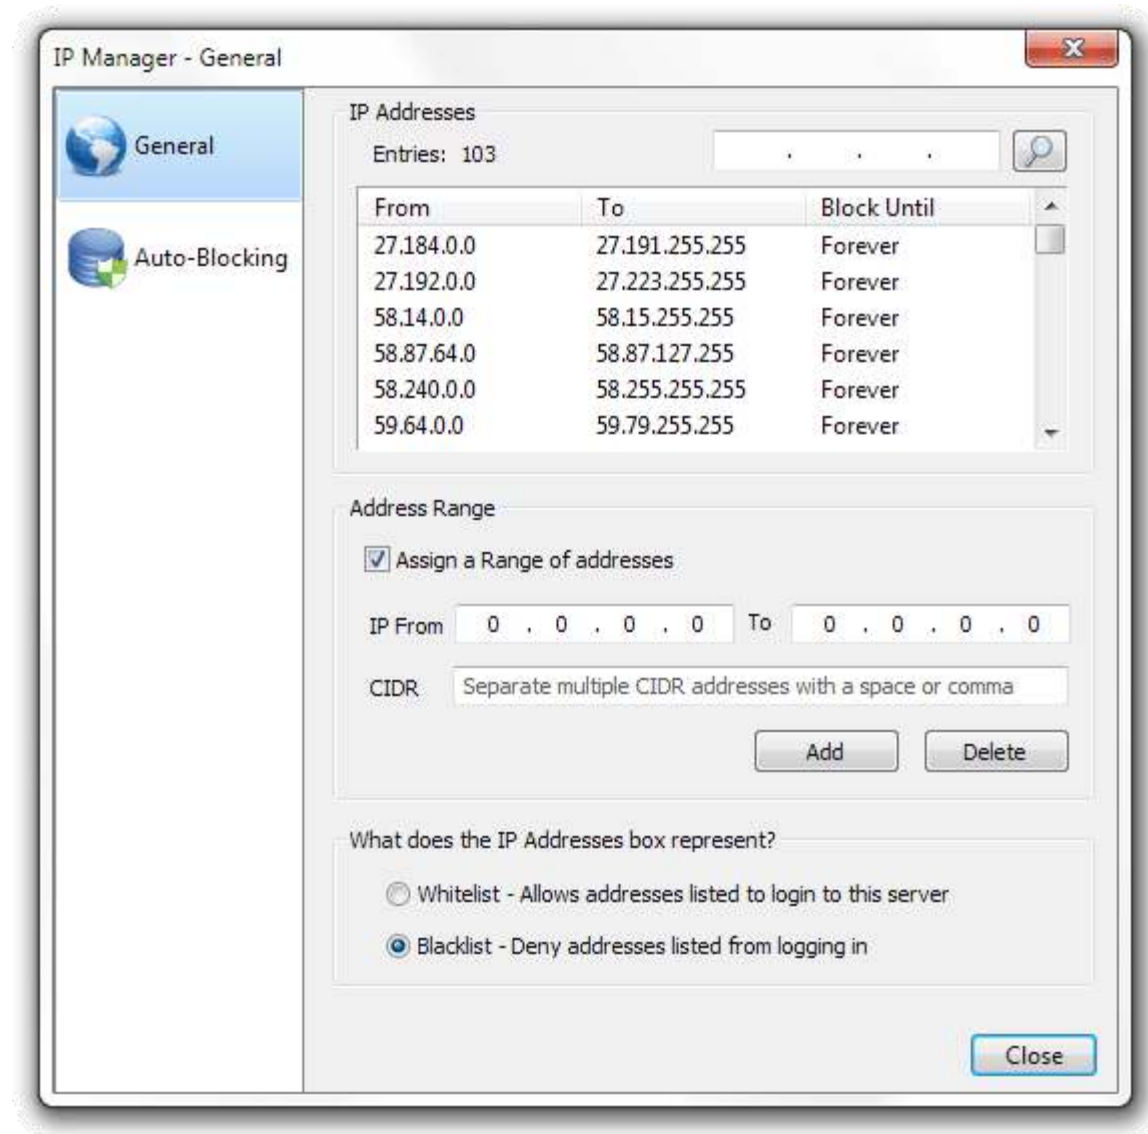 IP Manager - General
General
Auto-Blocking
IP Addresses
Entries: 103
. . .
From To Block Until
27.184.0.0 27.191.255.255 Forever
27.192.0.0 27.223.255.255 Forever
58.14.0.0 58.15.255.255 Forever
58.87.64.0 58.87.127.255 Forever
58.240.0.0 58.255.255.255 Forever
59.64.0.0 59.79.255.255 Forever
Address Range
Assign a Range of addresses
IP From 0 . 0 . 0 . 0 To 0 . 0 . 0 . 0
CIDR Separate multiple CIDR addresses with a space or comma
Add Delete
What does the IP Addresses box represent?
Whitelist - Allows addresses listed to login to this server
Blacklist - Deny addresses listed from logging in
Close